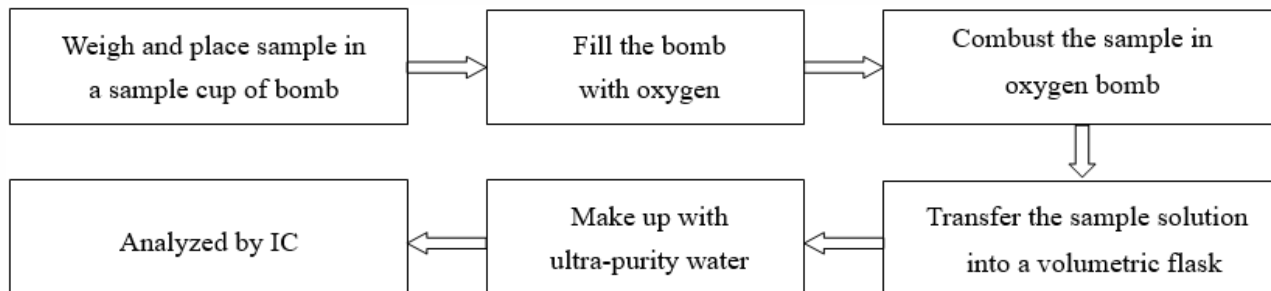 Weigh and place sample in
a sample cup of bomb
Fill the bomb
with oxygen
Combust the sample in
oxygen bomb
Transfer the sample solution
into a volumetric flask
Make up with
ultra-purity water
Analyzed by IC